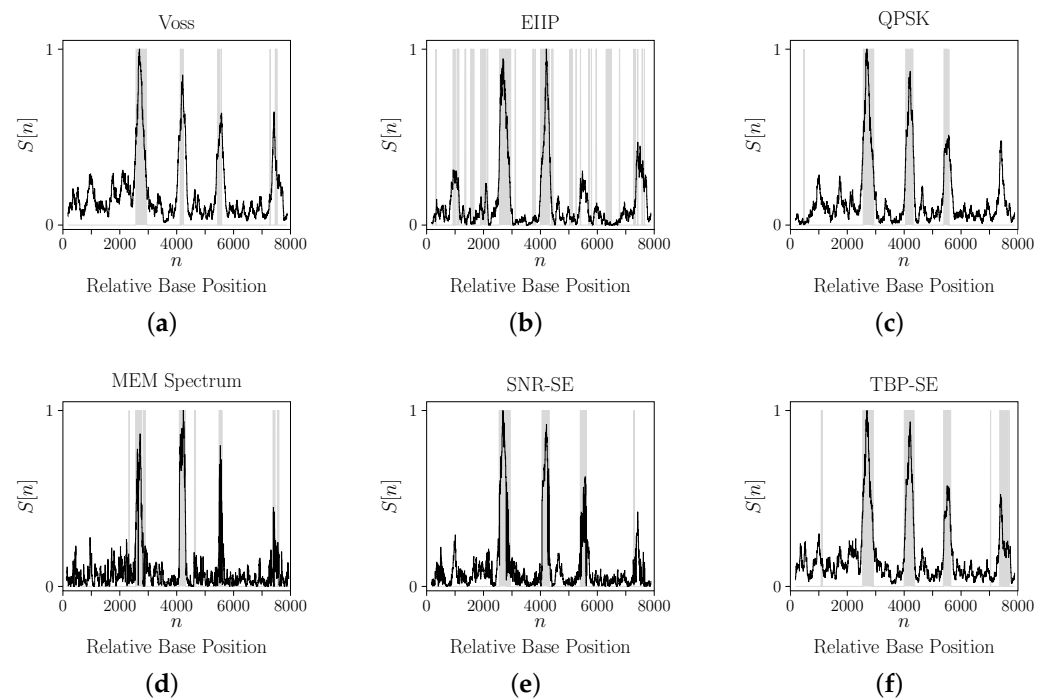 Voss
EIIP
QPSK
1
S[n]
0
0 2000 4000 6000 8000
n
Relative Base Position
(a)
1
S[n]
0
0 2000 4000 6000 8000
n
Relative Base Position
(b)
1
S[n]
0
0 2000 4000 6000 8000
n
Relative Base Position
(c)
MEM Spectrum
SNR-SE
TBP-SE
1
S[n]
0
0 2000 4000 6000 8000
n
Relative Base Position
(d)
1
S[n]
0
0 2000 4000 6000 8000
n
Relative Base Position
(e)
1
S[n]
0
0 2000 4000 6000 8000
n
Relative Base Position
(f)